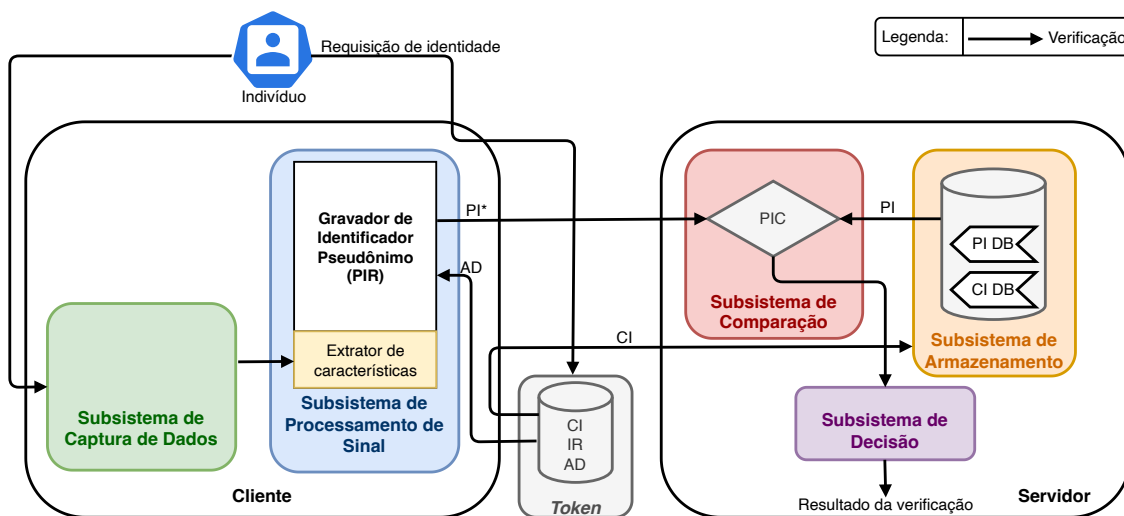 Requisição de identidade
Indivíduo
Legenda:
Verificação
Gravador de
Identificador
Pseudônimo
(PIR)
PI*
AD
Extrator de
características
Subsistema de
Processamento de
Sinal
Subsistema de
Captura de Dados
Cliente
CI
CI
IR
AD
Token
PIC
PI
PI DB
CI DB
Subsistema de
Comparação
Subsistema de
Armazenamento
Subsistema de
Decisão
Resultado da verificação
Servidor